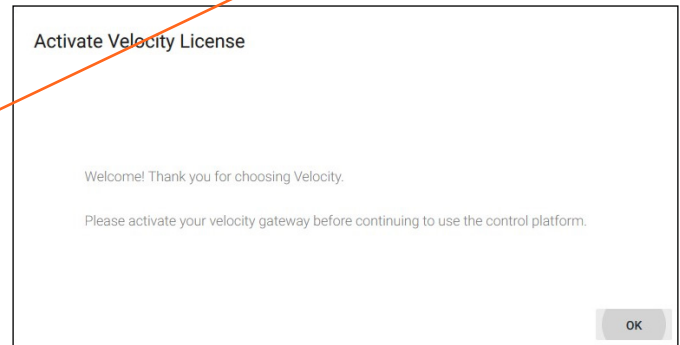 Activate Velocity License
Welcome! Thank you for choosing Velocity.
Please activate your velocity gateway before continuing to use the control platform.
OK